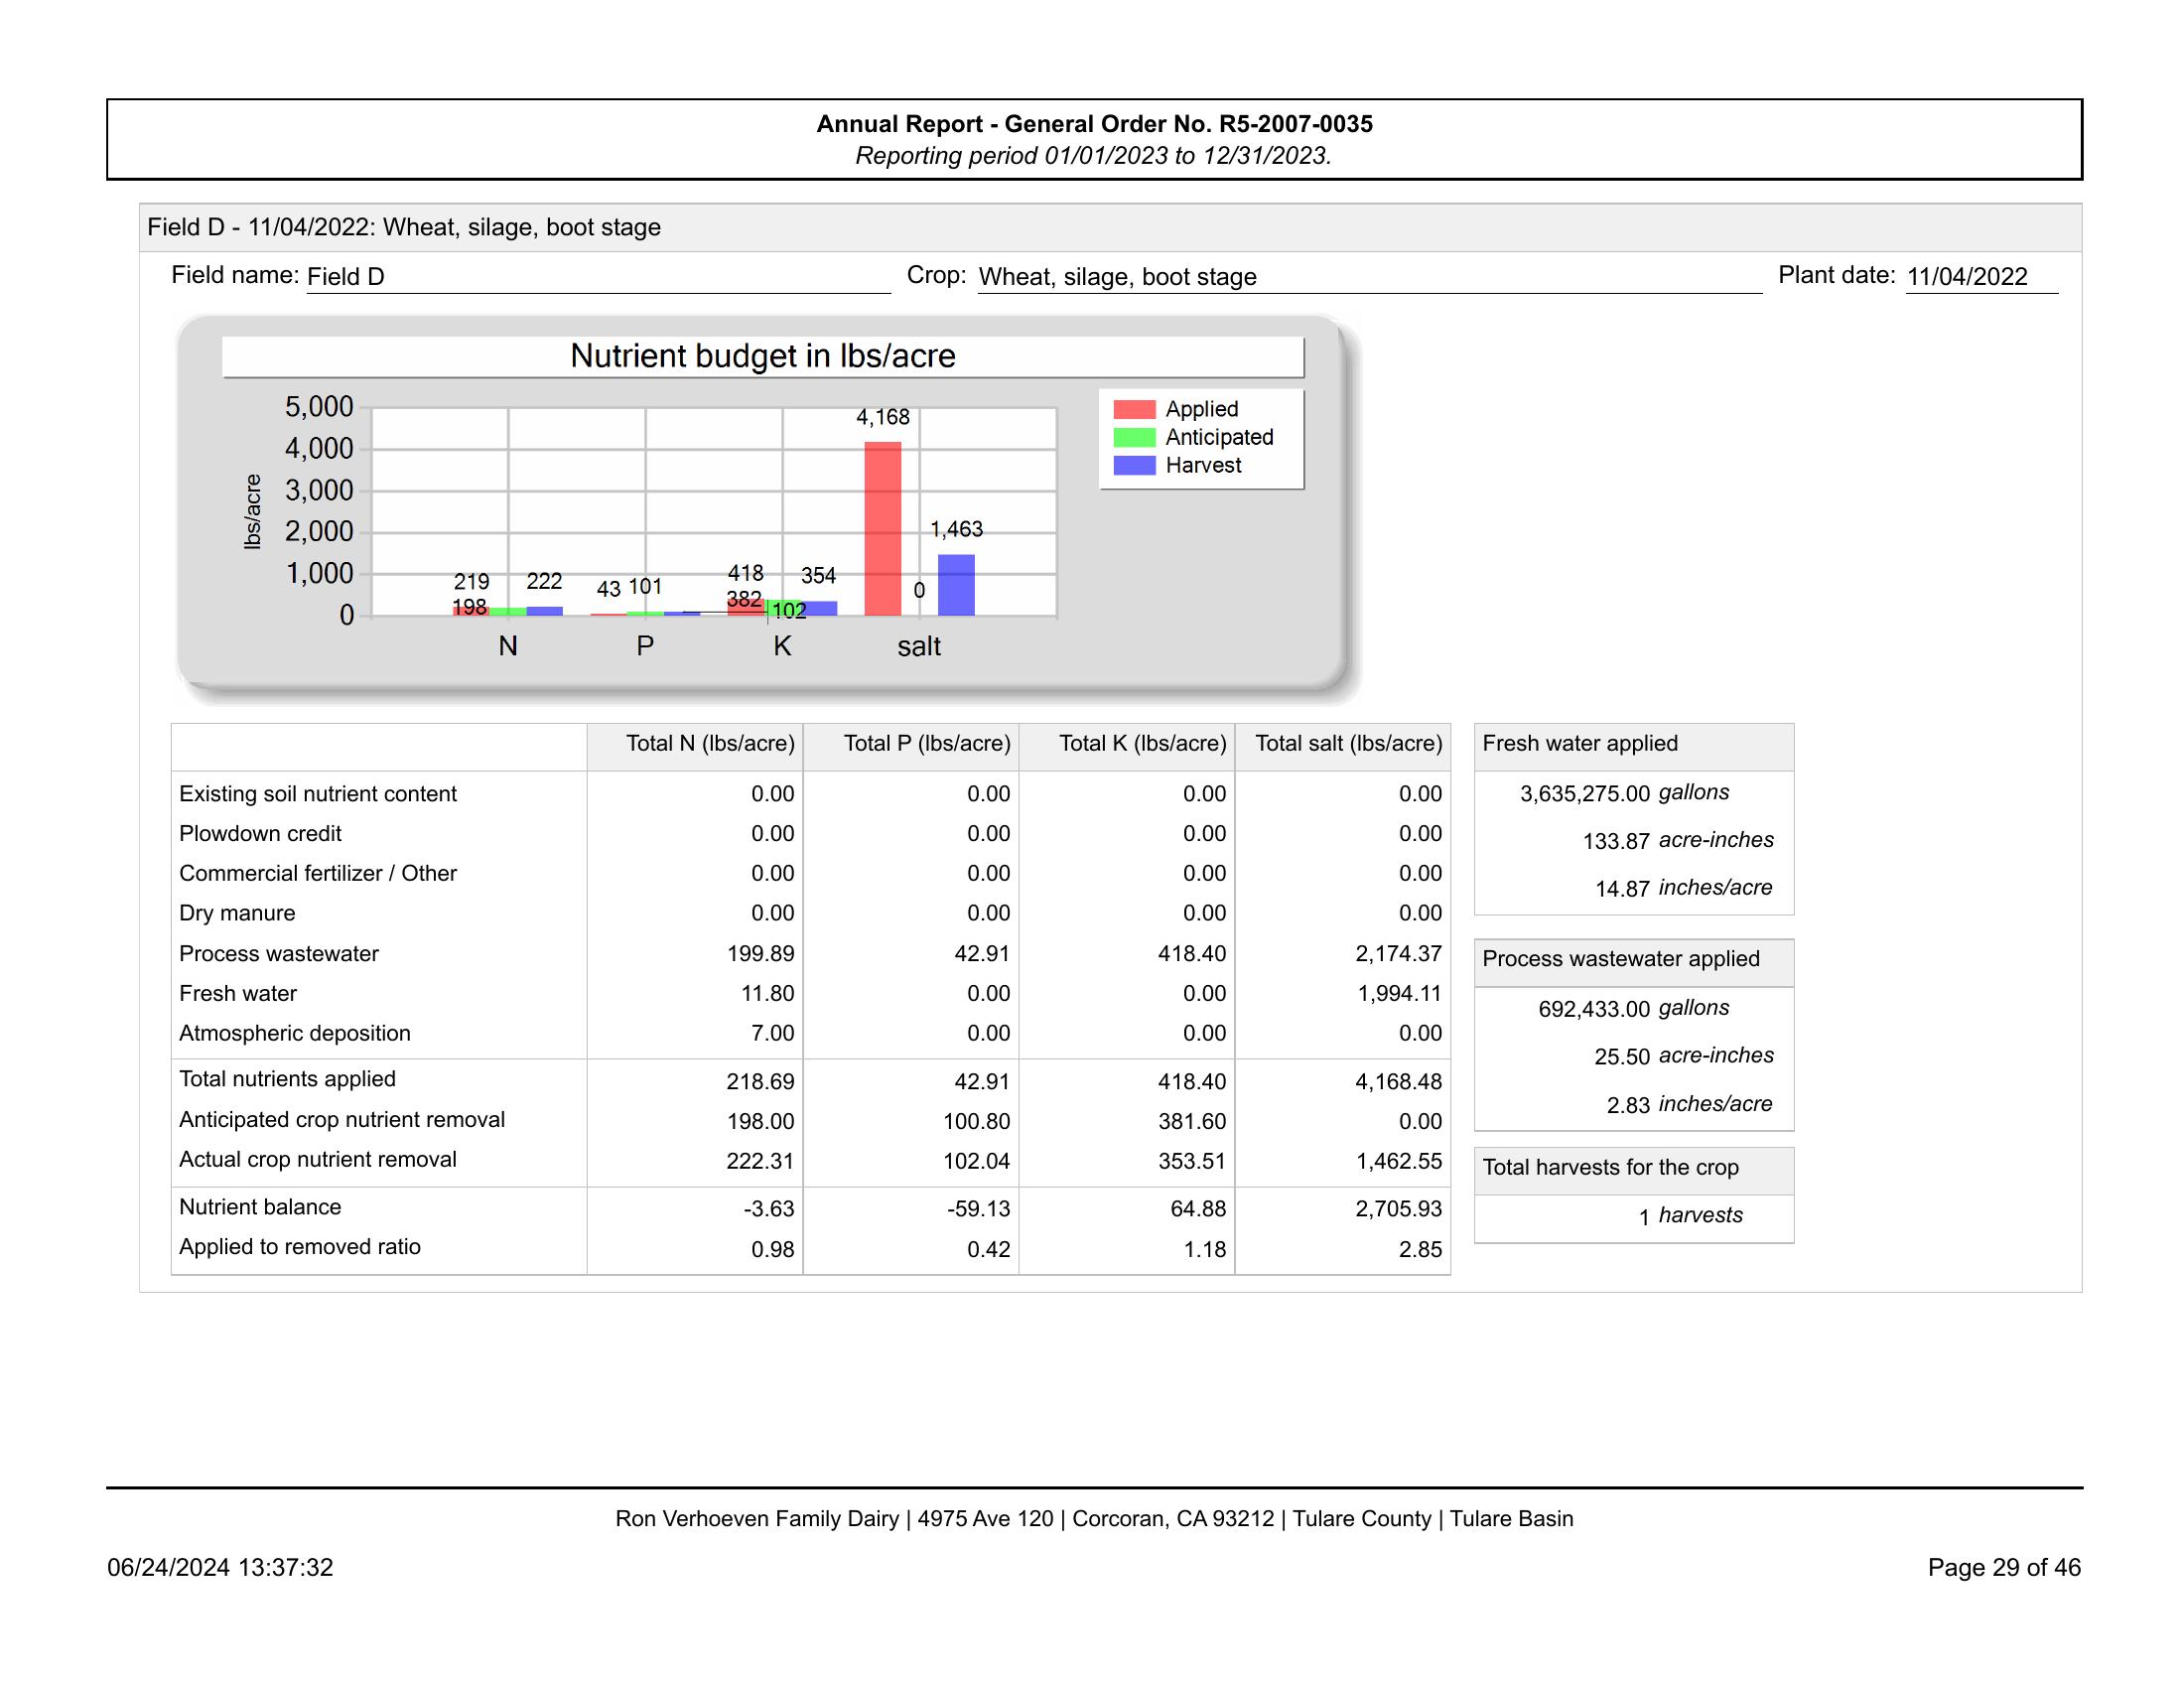 Annual Report - General Order No. R5-2007-0035
Reporting period 01/01/2023 to 12/31/2023.
Field D - 11/04/2022: Wheat, silage, boot stage
Field name: Field D Crop: Wheat, silage, boot stage Plant date: 11/04/2022
Nutrient budget in lbs/acre
lbs/acre
5,000
4,000
3,000
2,000
1,000
0
219
198
222
43
101
102
418
382
354
4,168
0
1,463
N P K salt
Applied
Anticipated
Harvest
Total N (lbs/acre) Total P (lbs/acre) Total K (lbs/acre) Total salt (lbs/acre)
Existing soil nutrient content 0.00 0.00 0.00 0.00
Plowdown credit 0.00 0.00 0.00 0.00
Commercial fertilizer / Other 0.00 0.00 0.00 0.00
Dry manure 0.00 0.00 0.00 0.00
Process wastewater 199.89 42.91 418.40 2,174.37
Fresh water 11.80 0.00 0.00 1,994.11
Atmospheric deposition 7.00 0.00 0.00 0.00
Total nutrients applied 218.69 42.91 418.40 4,168.48
Anticipated crop nutrient removal 198.00 100.80 381.60 0.00
Actual crop nutrient removal 222.31 102.04 353.51 1,462.55
Nutrient balance -3.63 -59.13 64.88 2,705.93
Applied to removed ratio 0.98 0.42 1.18 2.85
Fresh water applied
3,635,275.00 gallons
133.87 acre-inches
14.87 inches/acre
Process wastewater applied
692,433.00 gallons
25.50 acre-inches
2.83 inches/acre
Total harvests for the crop
1 harvests
Ron Verhoeven Family Dairy | 4975 Ave 120 | Corcoran, CA 93212 | Tulare County | Tulare Basin
06/24/2024 13:37:32 Page 29 of 46